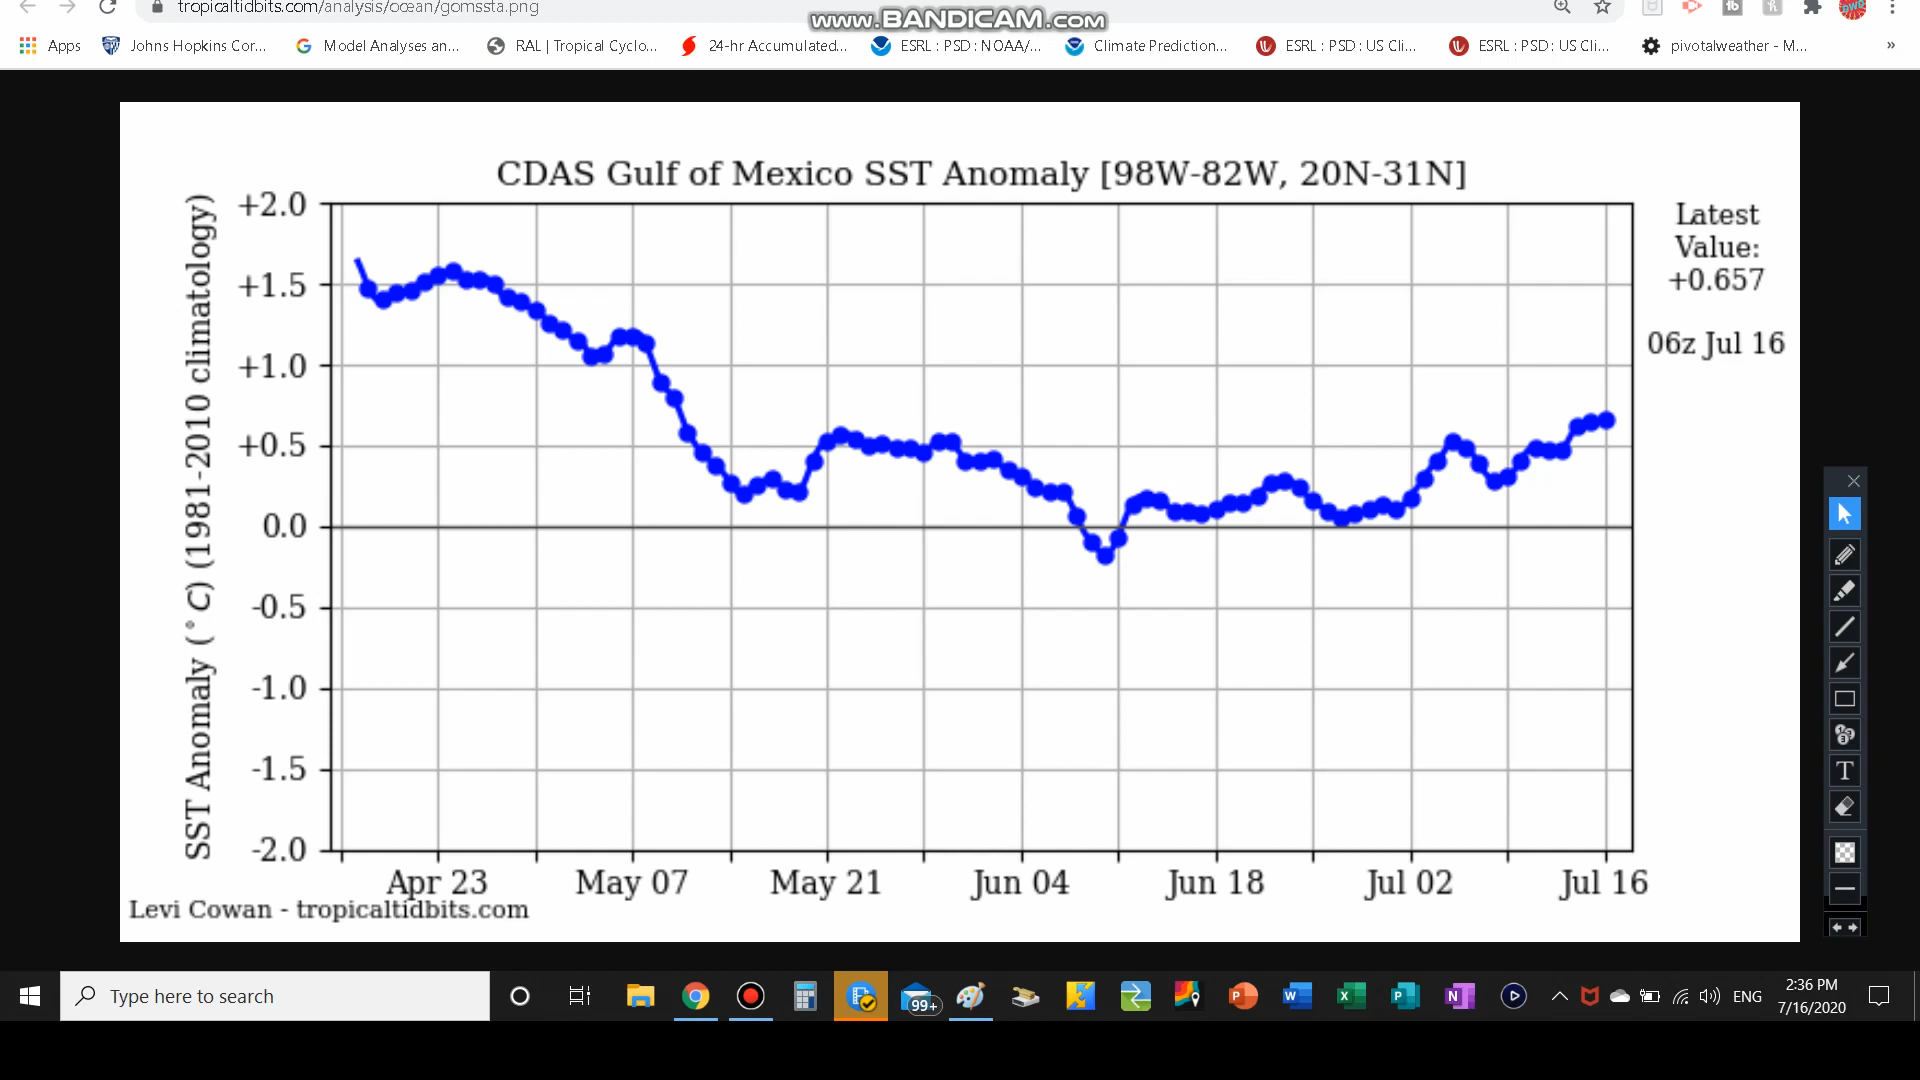 tropicaltidbits.com/analysis/ocean/gomssta.png
www.BANDICAM.com
Apps Johns Hopkins Cor... Model Analyses an... RAL | Tropical Cyclo... 24-hr Accumulated... ESRL : PSD : NOAA/... Climate Prediction... ESRL : PSD : US Cli... ESRL : PSD : US Cli... pivotalweather - M... »
CDAS Gulf of Mexico SST Anomaly [98W-82W, 20N-31N]
SST Anomaly (°C) (1981-2010 climatology)
+2.0
+1.5
+1.0
+0.5
0.0
-0.5
-1.0
-1.5
-2.0
Latest
Value:
+0.657
06z Jul 16
Apr 23 May 07 May 21 Jun 04 Jun 18 Jul 02 Jul 16
Levi Cowan - tropicaltidbits.com
T
Type here to search
99+
ENG
2:36 PM
7/16/2020